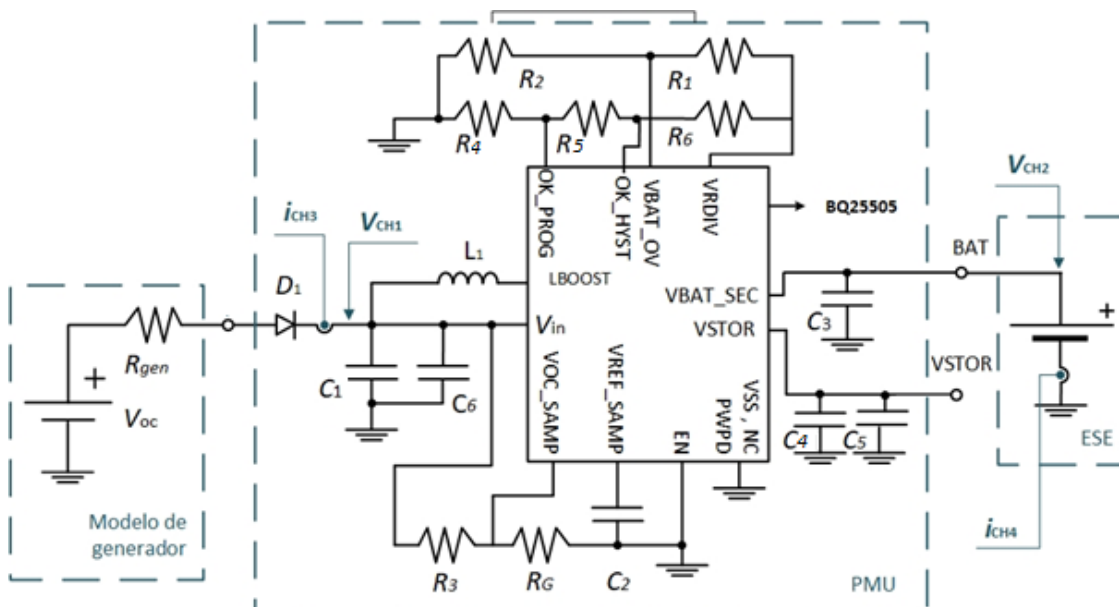 R2
R1
R4
R5
R6
iCH3
VCH1
OK_PROG
OK_HYST
VBAT_OV
VRDIV
BQ25505
VCH2
L1
LBOOST
D1
BAT
VBAT_SEC
C3
Rgen
Vin
VSTOR
VSTOR
Voc
C1
C6
VOC_SAMP
VREF_SAMP
EN
VSS , NC
PWPD
C4
C5
ESE
Modelo de
generador
iCH4
R3
RG
C2
PMU